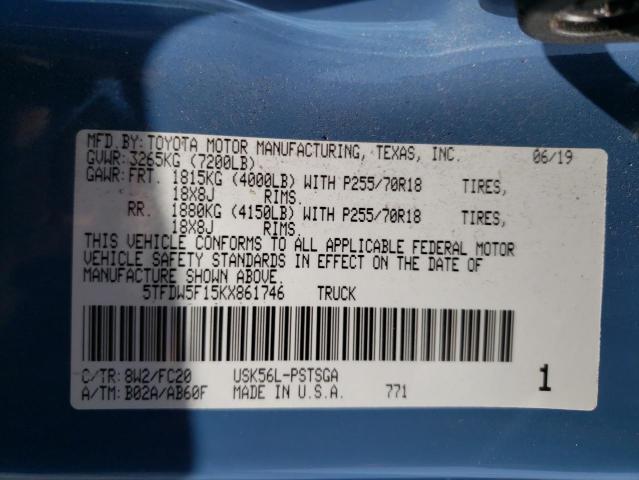 MFD.BY: TOYOTA MOTOR MANUFACTURING, TEXAS, INC. 06/19
GVWR: 3265KG (7200LB)
GAWR: FRT. 1815KG (4000LB) WITH P255/70R18 TIRES,
18X8J RIMS.
RR. 1880KG (4150LB) WITH P255/70R18 TIRES,
18X8J RIMS.
THIS VEHICLE CONFORMS TO ALL APPLICABLE FEDERAL MOTOR
VEHICLE SAFETY STANDARDS IN EFFECT ON THE DATE OF
MANUFACTURE SHOWN ABOVE.
5TFDW5F15KX861746 TRUCK
C/TR: 8W2/FC20 USK56L-PSTSGA
A/TM: B02A/AB60F MADE IN U.S.A. 771 1